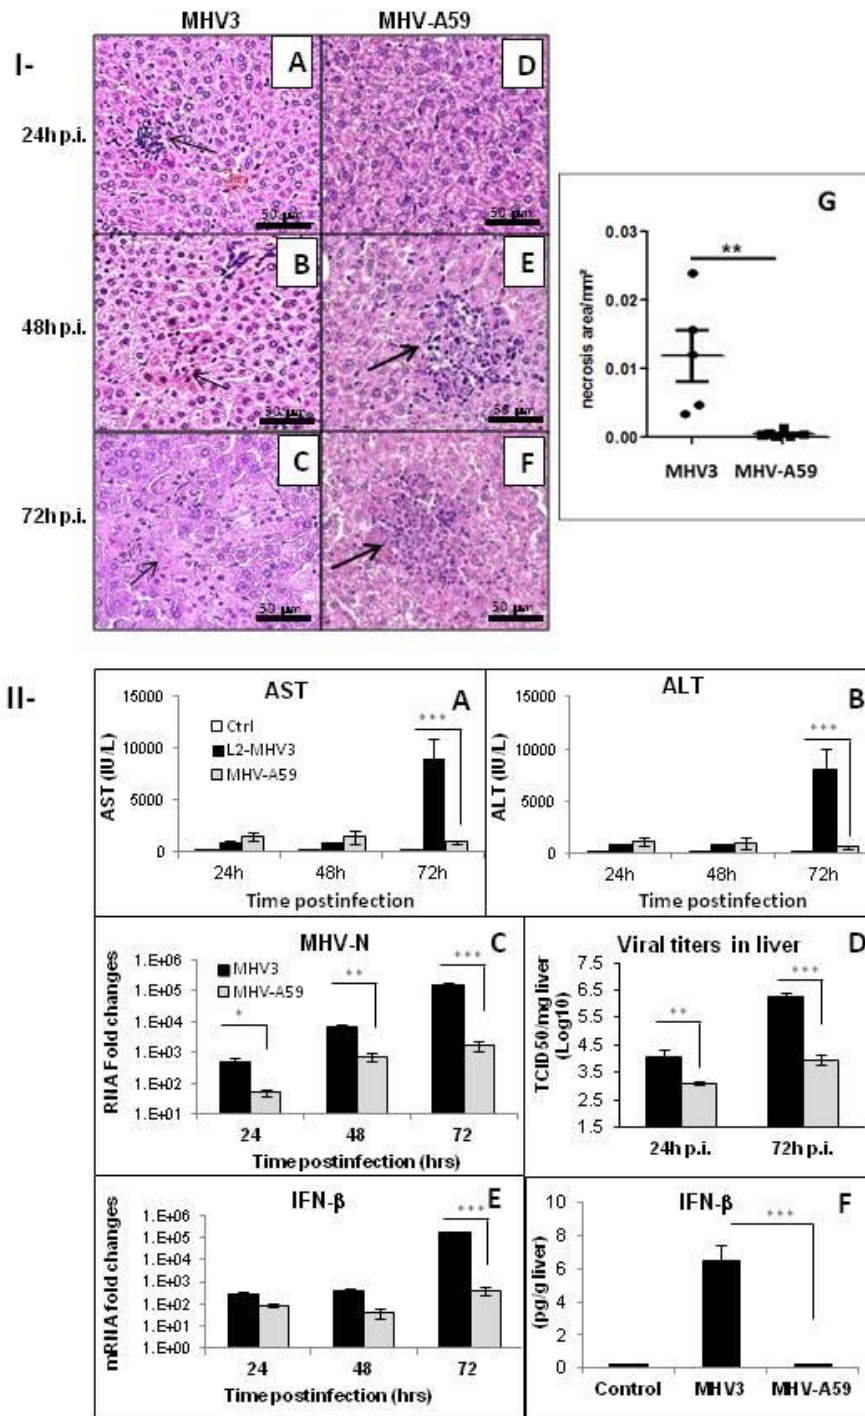 MHV3 MHV-A59
I-
A D
24h p.i.
50 µm 50 µm
B E
48h p.i.
50 µm 50 µm
C F
72h p.i.
50 µm 50 µm
G
**
necrosis area/mm²
0.03
0.02
0.01
0.00
MHV3 MHV-A59
II-
AST A
15000
10000
5000
0
AST (IU/L)
Ctrl
L2-MHV3
MHV-A59
***
24h 48h 72h
Time postinfection
ALT B
15000
10000
5000
0
ALT (IU/L)
***
24h 48h 72h
Time postinfection
MHV-N C
1.E+06
1.E+05
1.E+04
1.E+03
1.E+02
1.E+01
RNA Fold changes
MHV3
MHV-A59
* ** ***
24 48 72
Time postinfection (hrs)
Viral titers in liver D
7.5
6.5
5.5
4.5
3.5
2.5
1.5
TCID50/mg liver
(Log10)
** ***
24h p.i. 72h p.i.
IFN-β E
1.E+06
1.E+05
1.E+04
1.E+03
1.E+02
1.E+01
1.E+00
mRNA fold changes
***
24 48 72
Time postinfection (hrs)
IFN-β F
10
8
6
4
2
0
(pg/g liver)
***
Control MHV3 MHV-A59